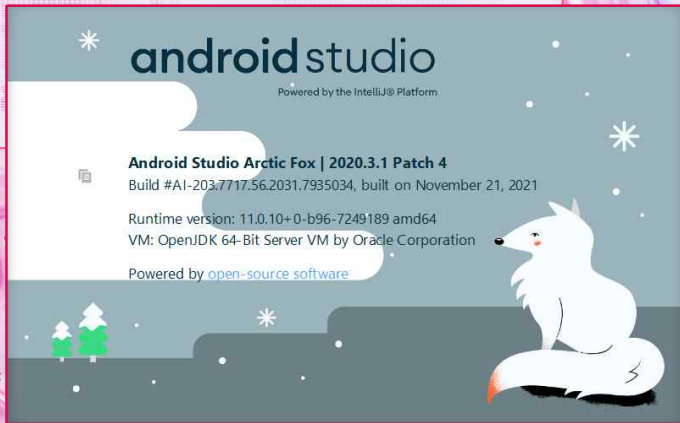 android studio
Powered by the IntelliJ® Platform
Android Studio Arctic Fox | 2020.3.1 Patch 4
Build #AI-203.7717.56.2031.7935034, built on November 21, 2021
Runtime version: 11.0.10+0-b96-7249189 amd64
VM: OpenJDK 64-Bit Server VM by Oracle Corporation
Powered by open-source software